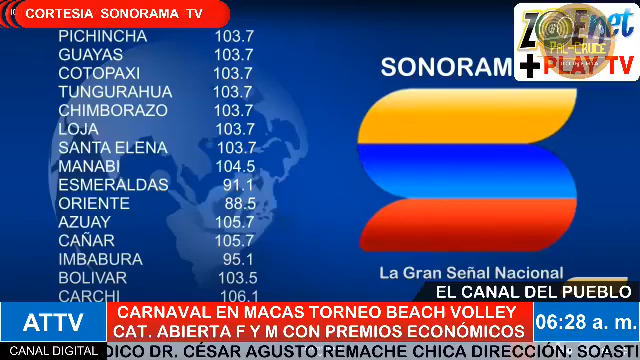 CORTESIA SONORAMA TV
PICHINCHA 103.7
GUAYAS 103.7
COTOPAXI 103.7
TUNGURAHUA 103.7
CHIMBORAZO 103.7
LOJA 103.7
SANTA ELENA 103.7
MANABI 104.5
ESMERALDAS 91.1
ORIENTE 88.5
AZUAY 105.7
CAÑAR 105.7
IMBABURA 95.1
BOLIVAR 103.5
CARCHI 106.1
+PLAY TV
La Gran Señal Nacional
EL CANAL DEL PUEBLO
ATTV
CANAL DIGITAL
CARNAVAL EN MACAS TORNEO BEACH VOLLEY
CAT. ABIERTA F Y M CON PREMIOS ECONÓMICOS
06:28 a. m.
DICO DR. CÉSAR AGUSTO REMACHE CHICA DIRECCIÓN: SOASTI